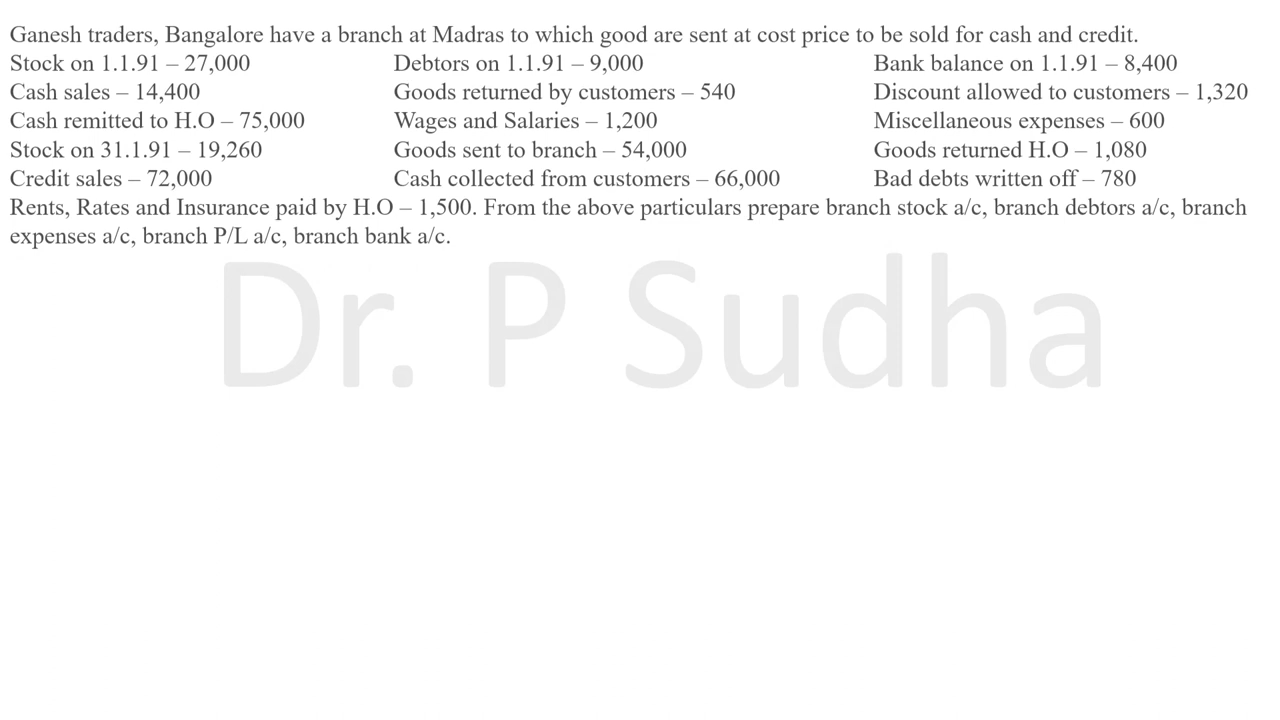 Ganesh traders, Bangalore have a branch at Madras to which good are sent at cost price to be sold for cash and credit.
Stock on 1.1.91 – 27,000 Debtors on 1.1.91 – 9,000 Bank balance on 1.1.91 – 8,400
Cash sales – 14,400 Goods returned by customers – 540 Discount allowed to customers – 1,320
Cash remitted to H.O – 75,000 Wages and Salaries – 1,200 Miscellaneous expenses – 600
Stock on 31.1.91 – 19,260 Goods sent to branch – 54,000 Goods returned H.O – 1,080
Credit sales – 72,000 Cash collected from customers – 66,000 Bad debts written off – 780
Rents, Rates and Insurance paid by H.O – 1,500. From the above particulars prepare branch stock a/c, branch debtors a/c, branch
expenses a/c, branch P/L a/c, branch bank a/c.
Dr. P Sudha